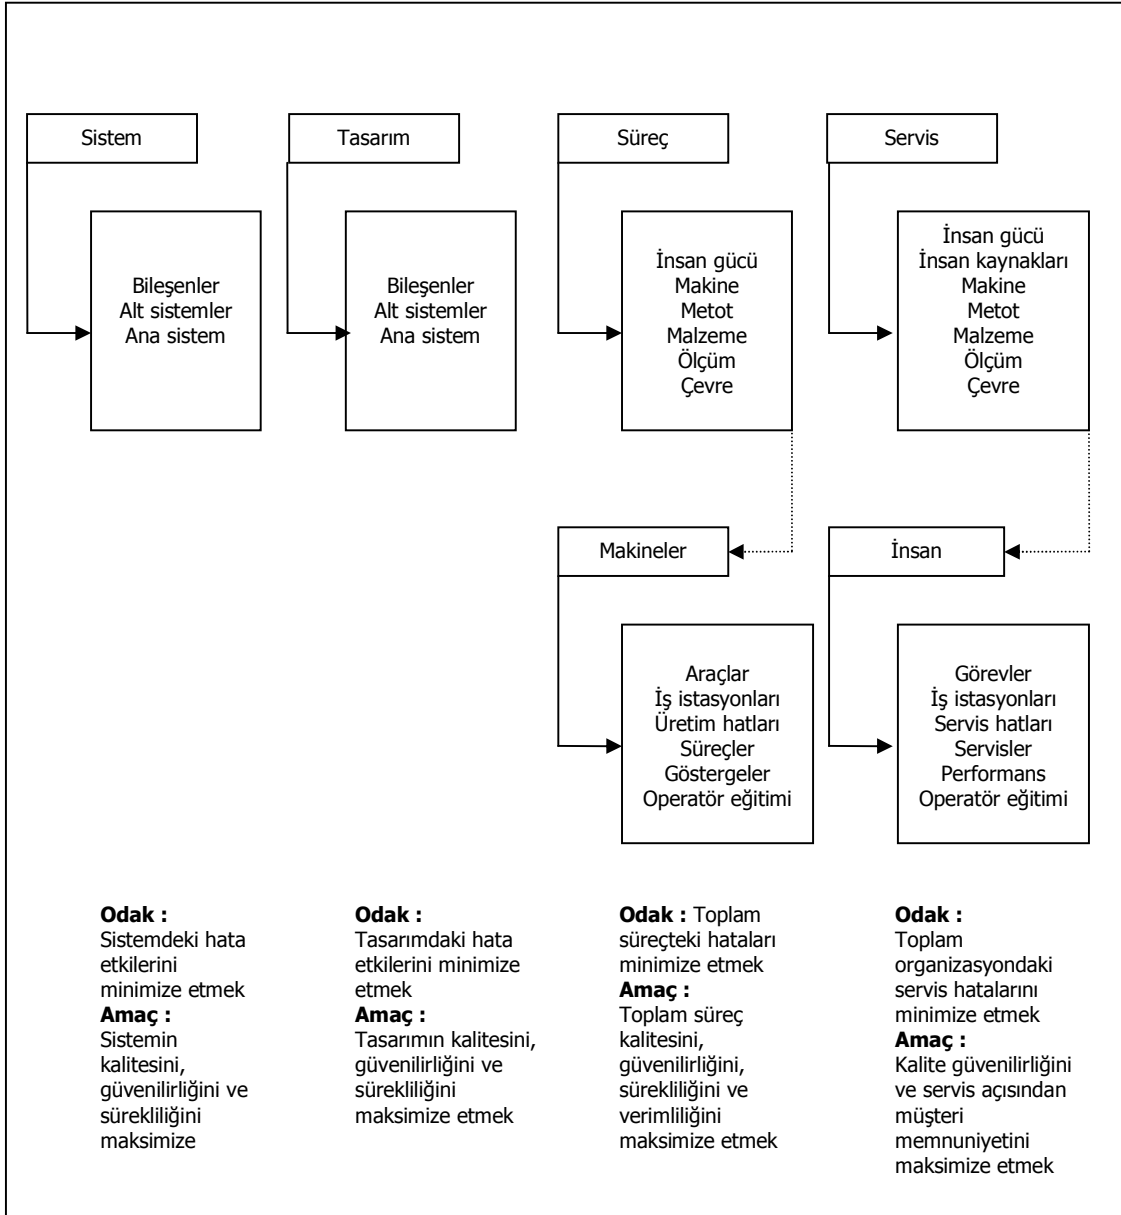 Sistem
Tasarım
Süreç
Servis
Bileşenler
Alt sistemler
Ana sistem
Bileşenler
Alt sistemler
Ana sistem
İnsan gücü
Makine
Metot
Malzeme
Ölçüm
Çevre
İnsan gücü
İnsan kaynakları
Makine
Metot
Malzeme
Ölçüm
Çevre
Makineler
İnsan
Araçlar
İş istasyonları
Üretim hatları
Süreçler
Göstergeler
Operatör eğitimi
Görevler
İş istasyonları
Servis hatları
Servisler
Performans
Operatör eğitimi
Odak :
Sistemdeki hata
etkilerini
minimize etmek
Amaç :
Sistemin
kalitesini,
güvenilirliğini ve
sürekliliğini
maksimize
Odak :
Tasarımdaki hata
etkilerini minimize
etmek
Amaç :
Tasarımın kalitesini,
güvenilirliğini ve
sürekliliğini
maksimize etmek
Odak : Toplam
süreçteki hataları
minimize etmek
Amaç :
Toplam süreç
kalitesini,
güvenilirliğini,
sürekliliğini ve
verimliliğini
maksimize etmek
Odak :
Toplam
organizasyondaki
servis hatalarını
minimize etmek
Amaç :
Kalite güvenilirliğini
ve servis açısından
müşteri
memnuniyetini
maksimize etmek